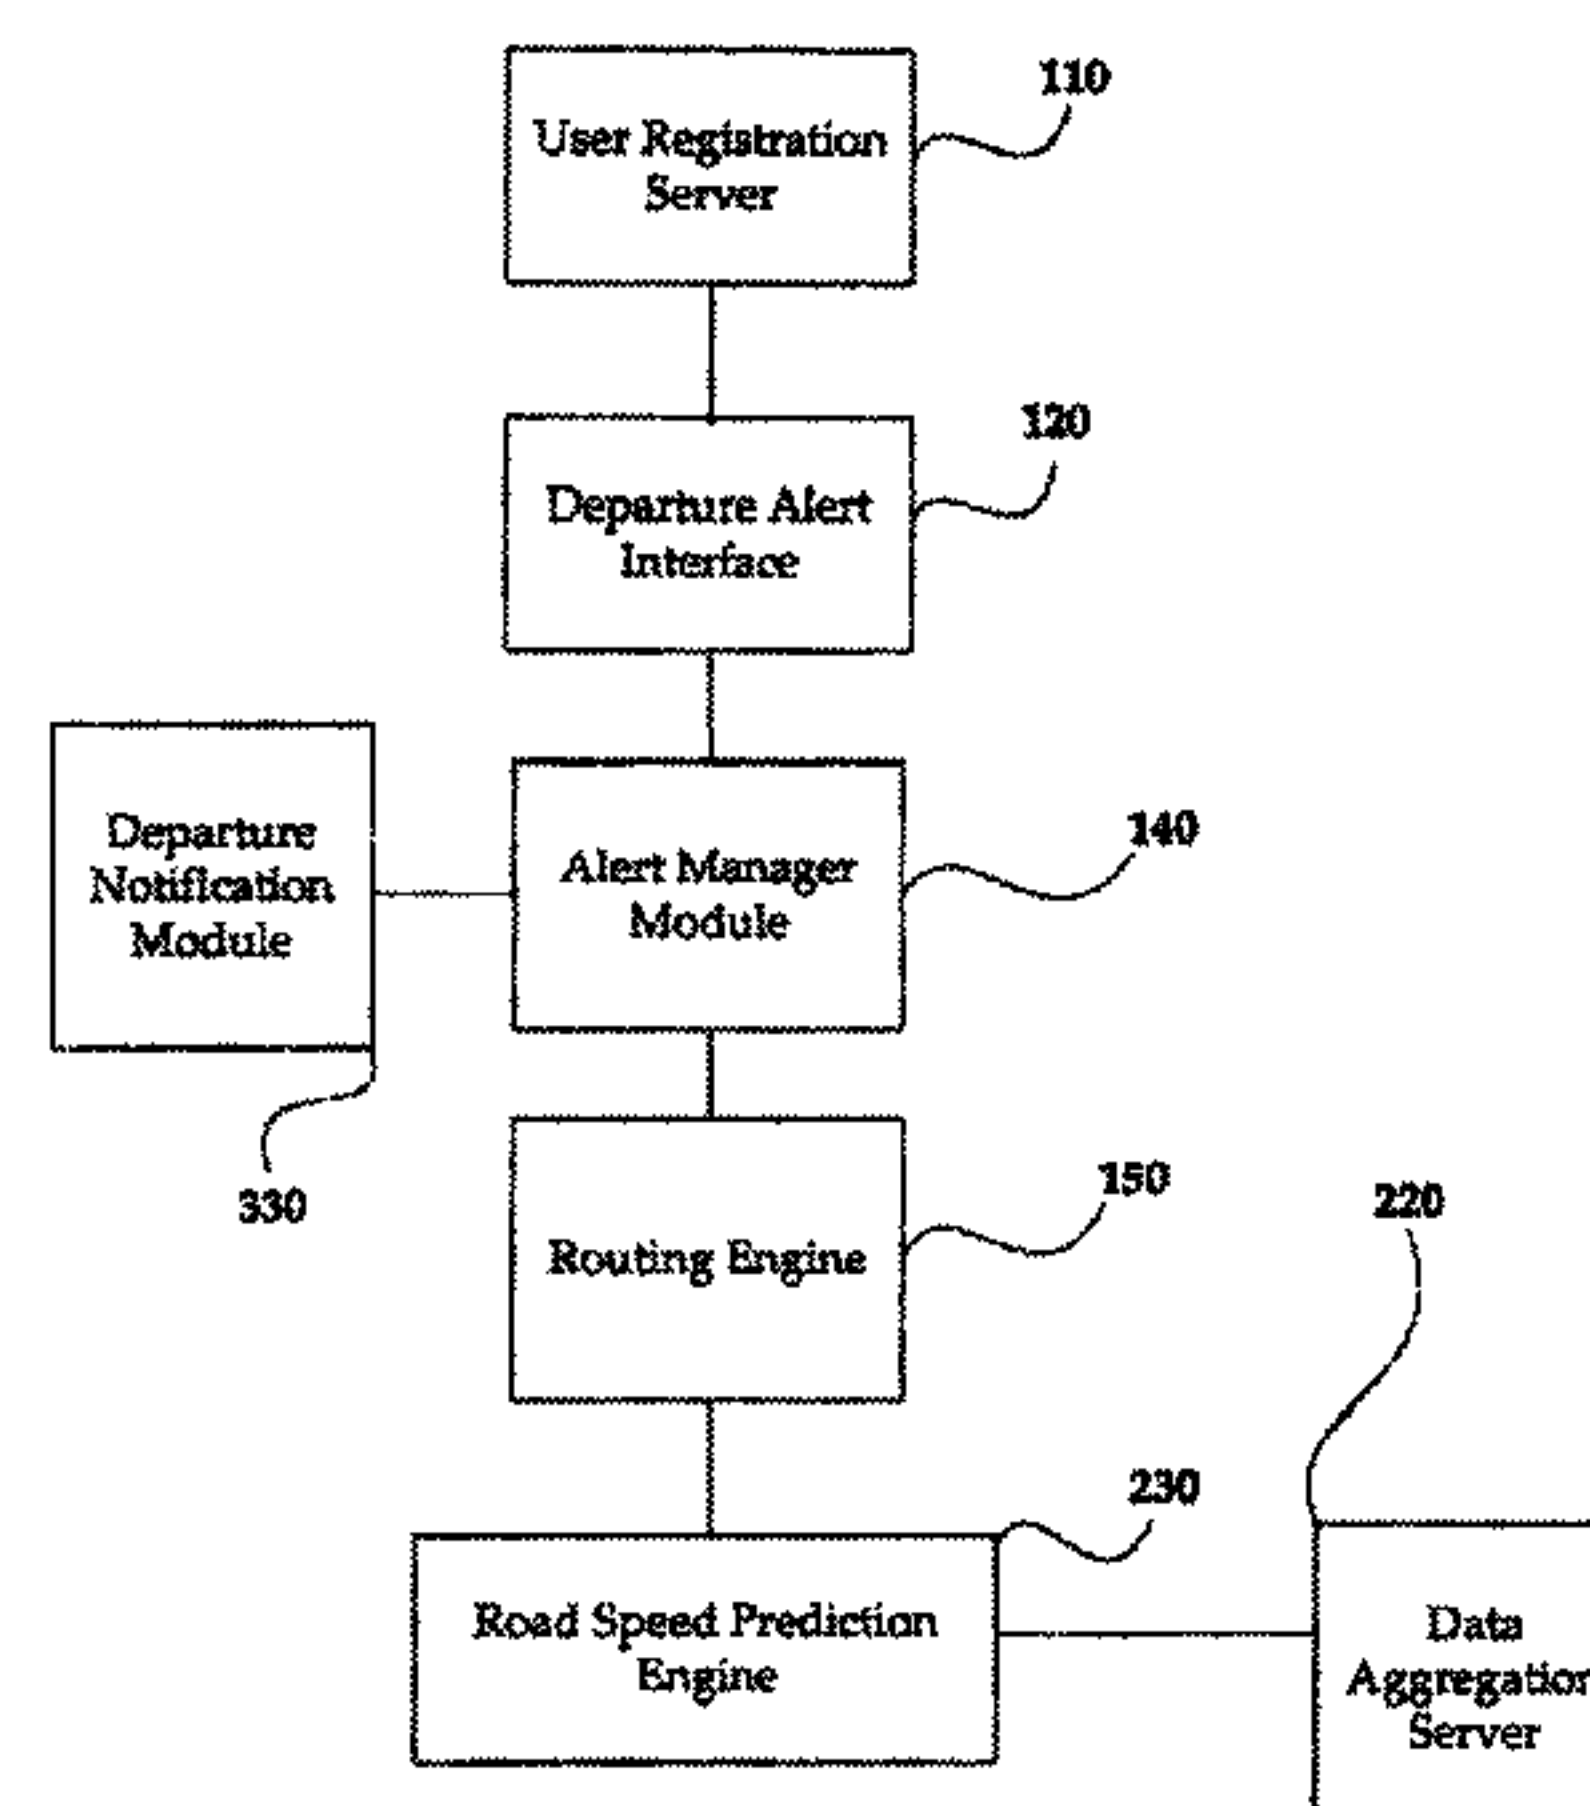 110
User Registration
Server
120
Departure Alert
Interface
Departure
Notification
Module
Alert Manager
Module
140
330
Routing Engine
150
220
230
Road Speed Prediction
Engine
Data
Aggregation
Server